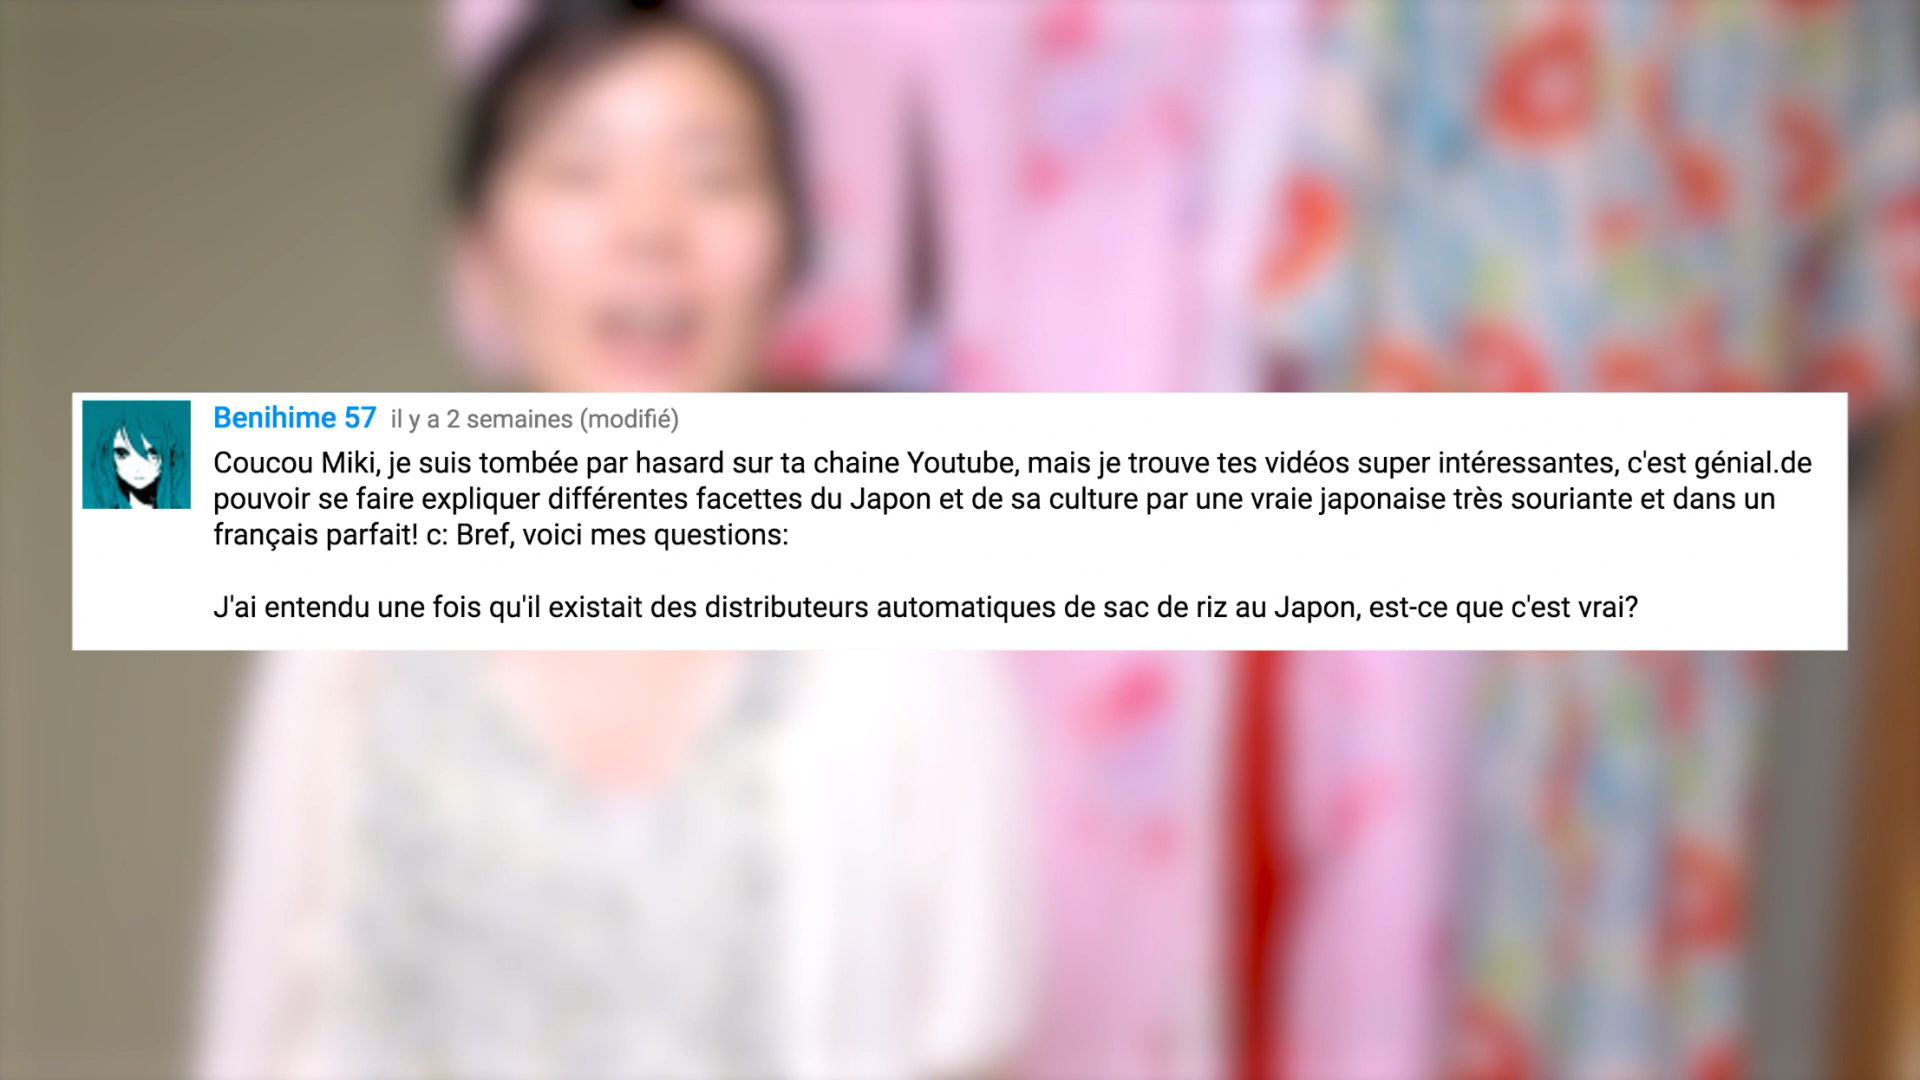 Benihime 57 il y a 2 semaines (modifié)
Coucou Miki, je suis tombée par hasard sur ta chaine Youtube, mais je trouve tes vidéos super intéressantes, c'est génial.de
pouvoir se faire expliquer différentes facettes du Japon et de sa culture par une vraie japonaise très souriante et dans un
français parfait! c: Bref, voici mes questions:
J'ai entendu une fois qu'il existait des distributeurs automatiques de sac de riz au Japon, est-ce que c'est vrai?